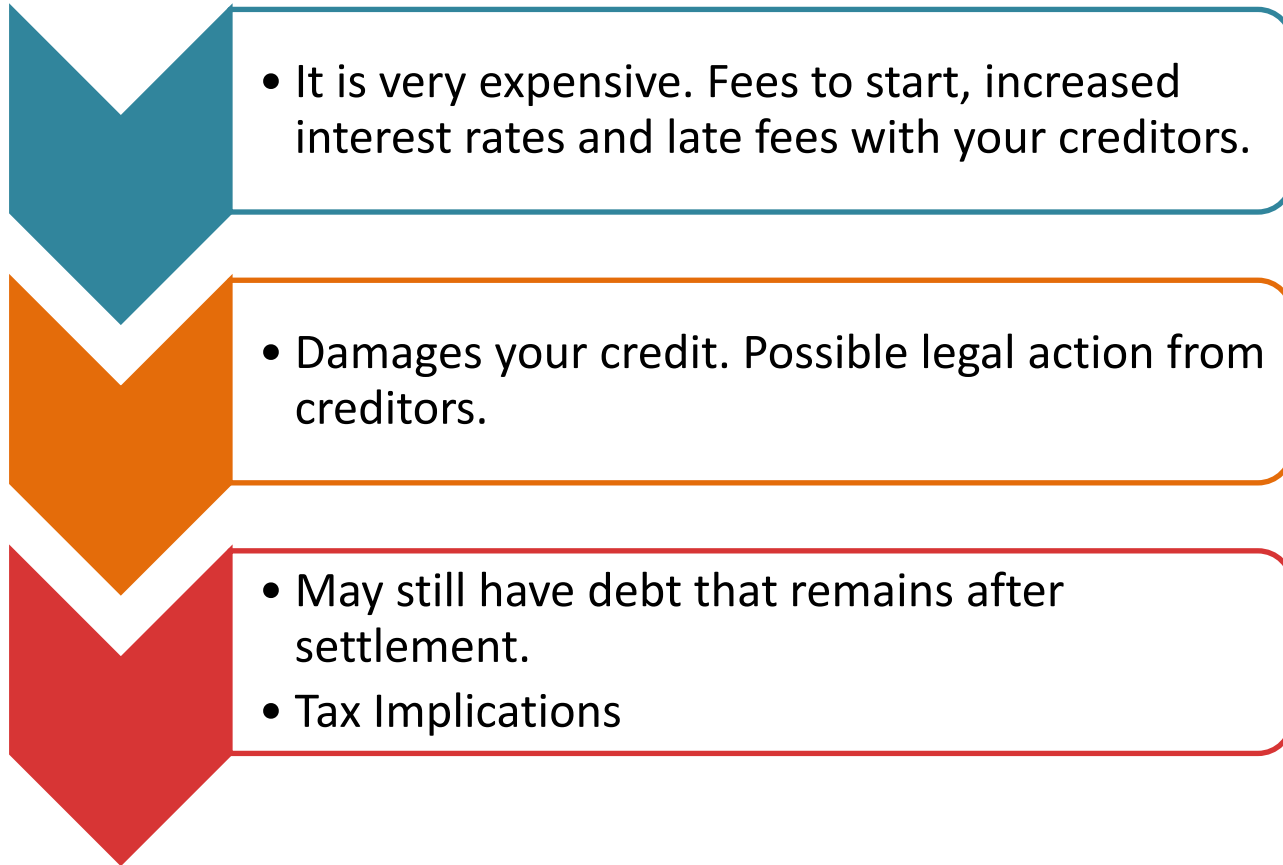 • It is very expensive. Fees to start, increased
interest rates and late fees with your creditors.
• Damages your credit. Possible legal action from
creditors.
• May still have debt that remains after
settlement.
• Tax Implications